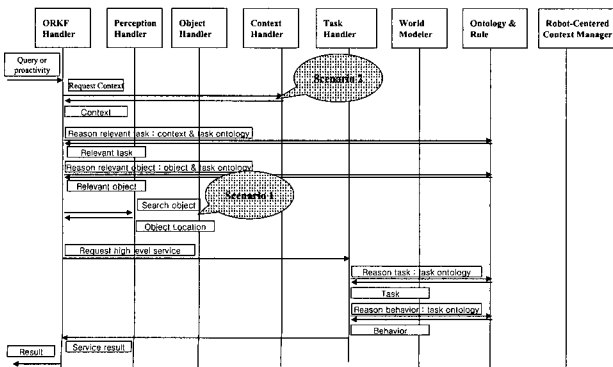 ORKF Handler
Perception Handler
Object Handler
Context Handler
Task Handler
World Modeler
Ontology & Rule
Robot-Centered Context Manager
Query or proactivity
Request Context
Scenario 2
Context
Reason relevant task : context & task ontology
Relevant task
Reason relevant object : object & task ontology
Relevant object
Search object
Scenario 1
Object Location
Request high level service
Reason task : task ontology
Task
Reason behavior : task ontology
Behavior
Service result
Result